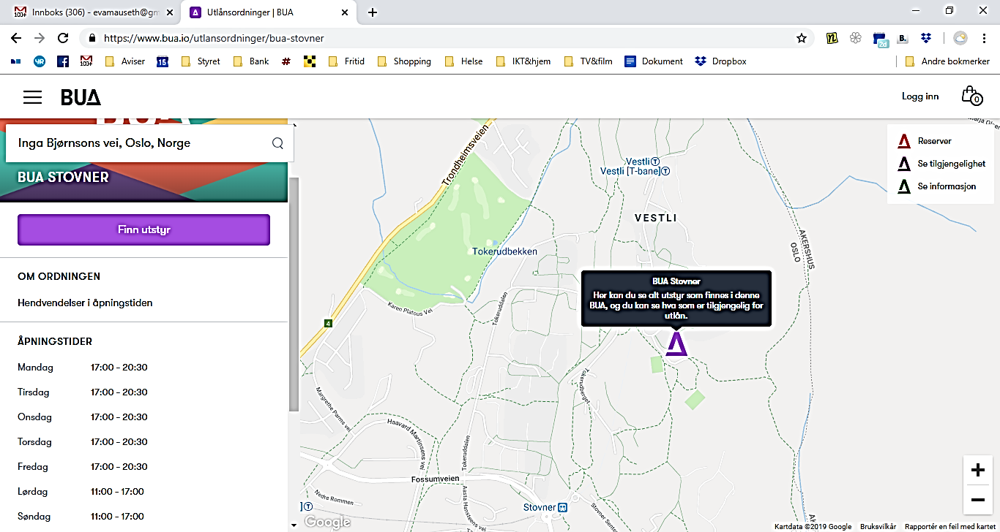 Innboks (306) - evamauseth@gm
Utlånsordninger | BUA
https://www.bua.io/utlansordninger/bua-stovner
Aviser
15
Styret
Bank
Fritid
Shopping
Helse
IKT&hjem
TV&film
Dokument
Dropbox
Andre bokmerker
BUA
Logg inn
0
Inga Bjørnsons vei, Oslo, Norge
BUA STOVNER
Finn utstyr
OM ORDNINGEN
Hendvendelser i åpningstiden
ÅPNINGSTIDER
Mandag 17:00 - 20:30
Tirsdag 17:00 - 20:30
Onsdag 17:00 - 20:30
Torsdag 17:00 - 20:30
Fredag 17:00 - 20:30
Lørdag 11:00 - 17:00
Søndag 11:00 - 17:00
Reserver
Se tilgjengelighet
Se informasjon
Trondheimsveien
Vestli
Vestli [T-bane]
VESTLI
AKERSHUS
OSLO
Tokerudbekken
BUA Stovner
Her kan du se alt utstyr som finnes i denne
BUA, og du kan se hva som er tilgjengelig for
utlån.
Karen Platous Vei
Tokeruddalen
4
Tokerudberget
Margrethe Parms vei
Haavard Martinsens vei
Tokeruddalen
Fossumveien
Nedre Rommen
Aasta Hansteens vei
Stovner
Stovner Senter
Google
Kartdata ©2019 Google
Bruksvilkår
Rapportér en feil med kartet